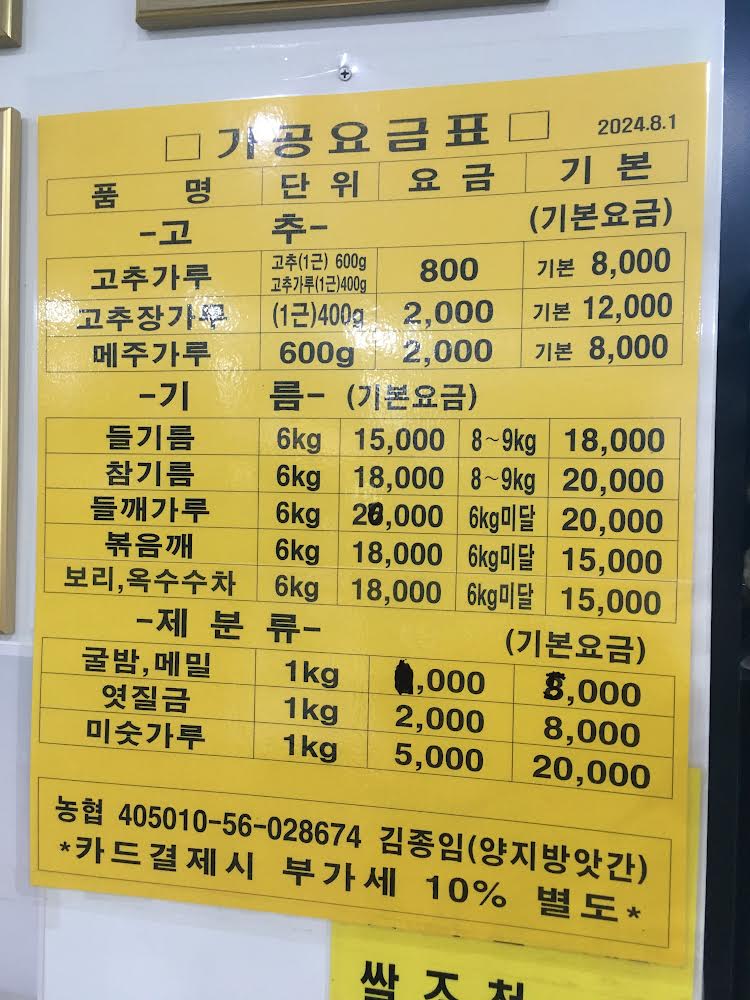 □ 가공요금표 □ 2024.8.1
품 명 단위 요금 기본
-고 추- (기본요금)
고추가루 고추(1근) 600g 고추가루(1근)400g 800 기본 8,000
고추장가루 (1근)400g 2,000 기본 12,000
메주가루 600g 2,000 기본 8,000
-기 름- (기본요금)
들기름 6kg 15,000 8~9kg 18,000
참기름 6kg 18,000 8~9kg 20,000
들깨가루 6kg 6kg미달 20,000
볶음깨 6kg 18,000 6kg미달 15,000
보리,옥수수차 6kg 18,000 6kg미달 15,000
-제 분 류- (기본요금)
굴밤,메밀 1kg
엿질금 1kg 2,000 8,000
미숫가루 1kg 5,000 20,000
농협 405010-56-028674 김종임(양지방앗간)
*카드결제시 부가세 10% 별도*